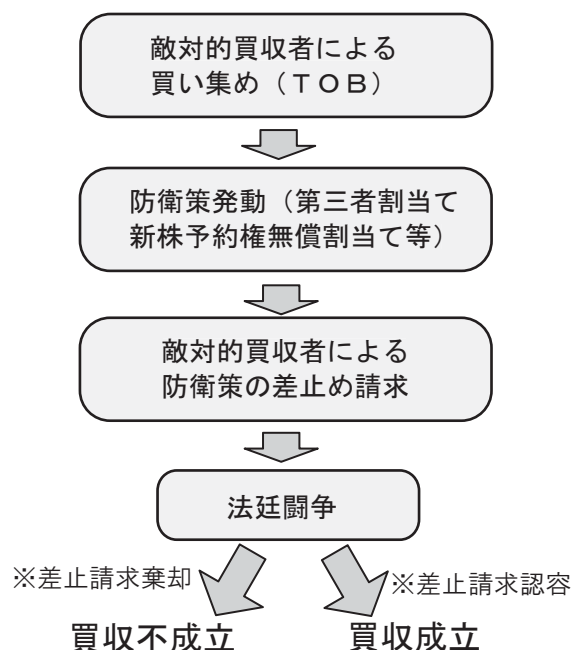 敵対的買収者による
買い集め(ＴＯＢ)
防衛策発動(第三者割当て
新株予約権無償割当て等)
敵対的買収者による
防衛策の差止め請求
法廷闘争
※差止請求棄却
※差止請求認容
買収不成立
買収成立